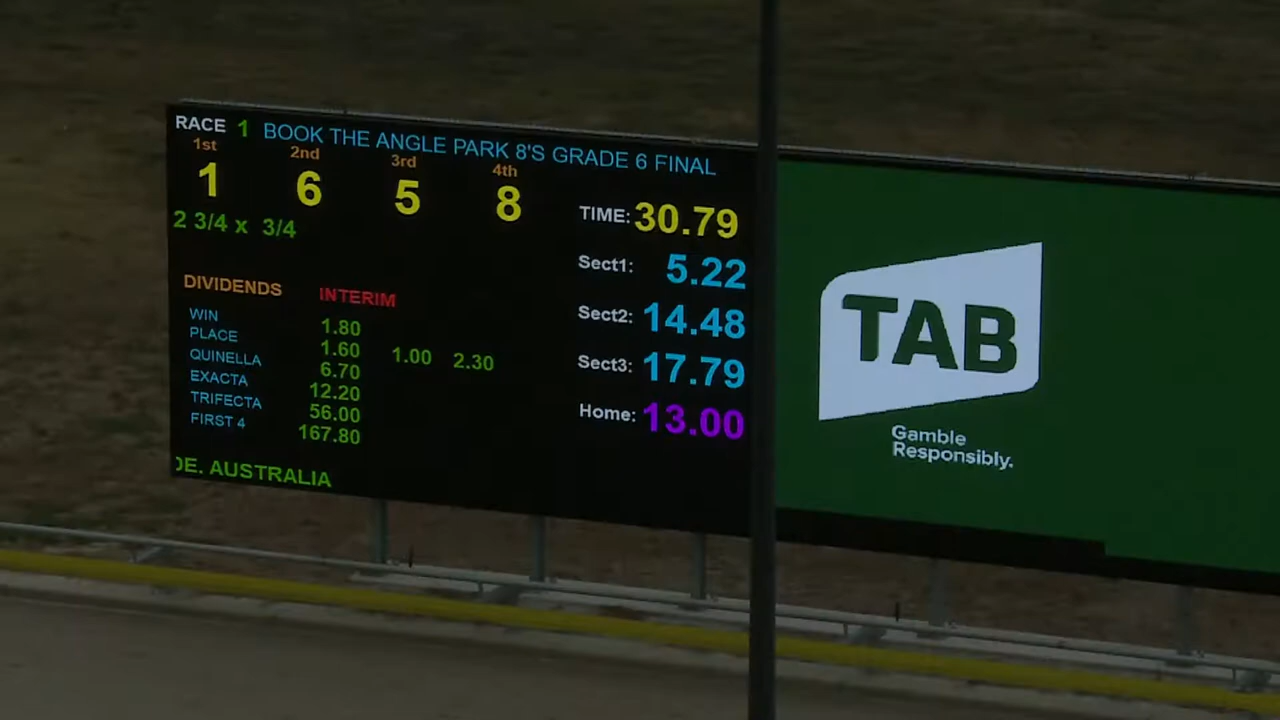 RACE 1 BOOK THE ANGLE PARK 8'S GRADE 6 FINAL
1st 2nd 3rd 4th
1 6 5 8
2 3/4 x 3/4
TIME: 30.79
Sect1: 5.22
Sect2: 14.48
Sect3: 17.79
Home: 13.00
DIVIDENDS INTERIM
WIN 1.80
PLACE 1.60 1.00 2.30
QUINELLA 6.70
EXACTA 12.20
TRIFECTA 56.00
FIRST 4 167.80
DE. AUSTRALIA
TAB
Gamble
Responsibly.